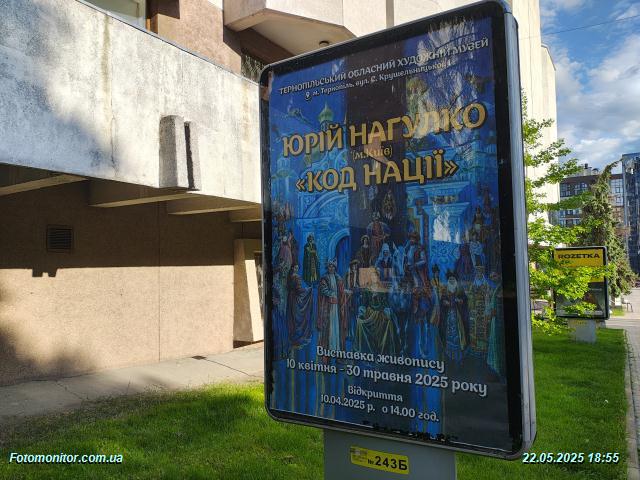 ТЕРНОПІЛЬСЬКИЙ ОБЛАСНИЙ ХУДОЖНІЙ МУЗЕЙ
м. Тернопіль, вул. С. Крушельницької
ЮРІЙ НАГУЛКО
(м.Київ)
«КОД НАЦІЇ»
Виставка живопису
10 квітня - 30 травня 2025 року
Відкриття
10.04.2025 р. о 14.00 год.
№243Б
ROZETKA
Fotomonitor.com.ua
22.05.2025 18:55